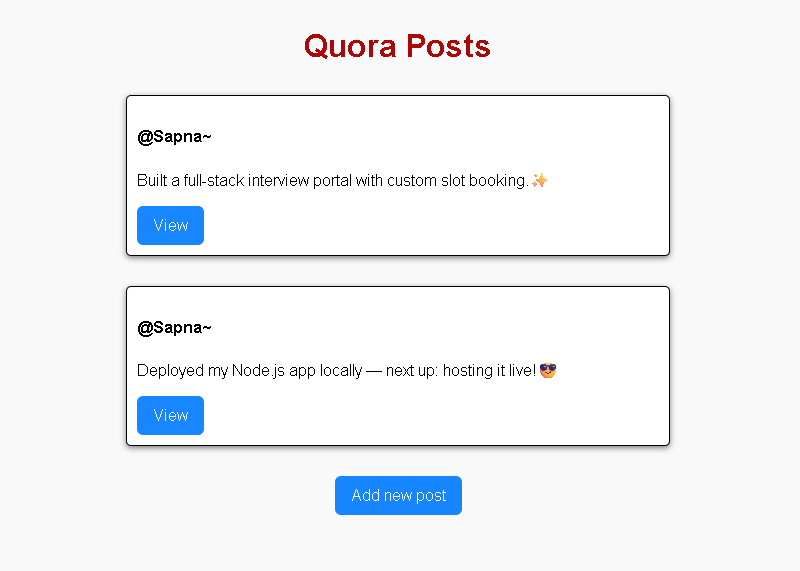 Quora Posts
@Sapna~
Built a full-stack interview portal with custom slot booking.✨
View
@Sapna~
Deployed my Node.js app locally — next up: hosting it live! 😎
View
Add new post